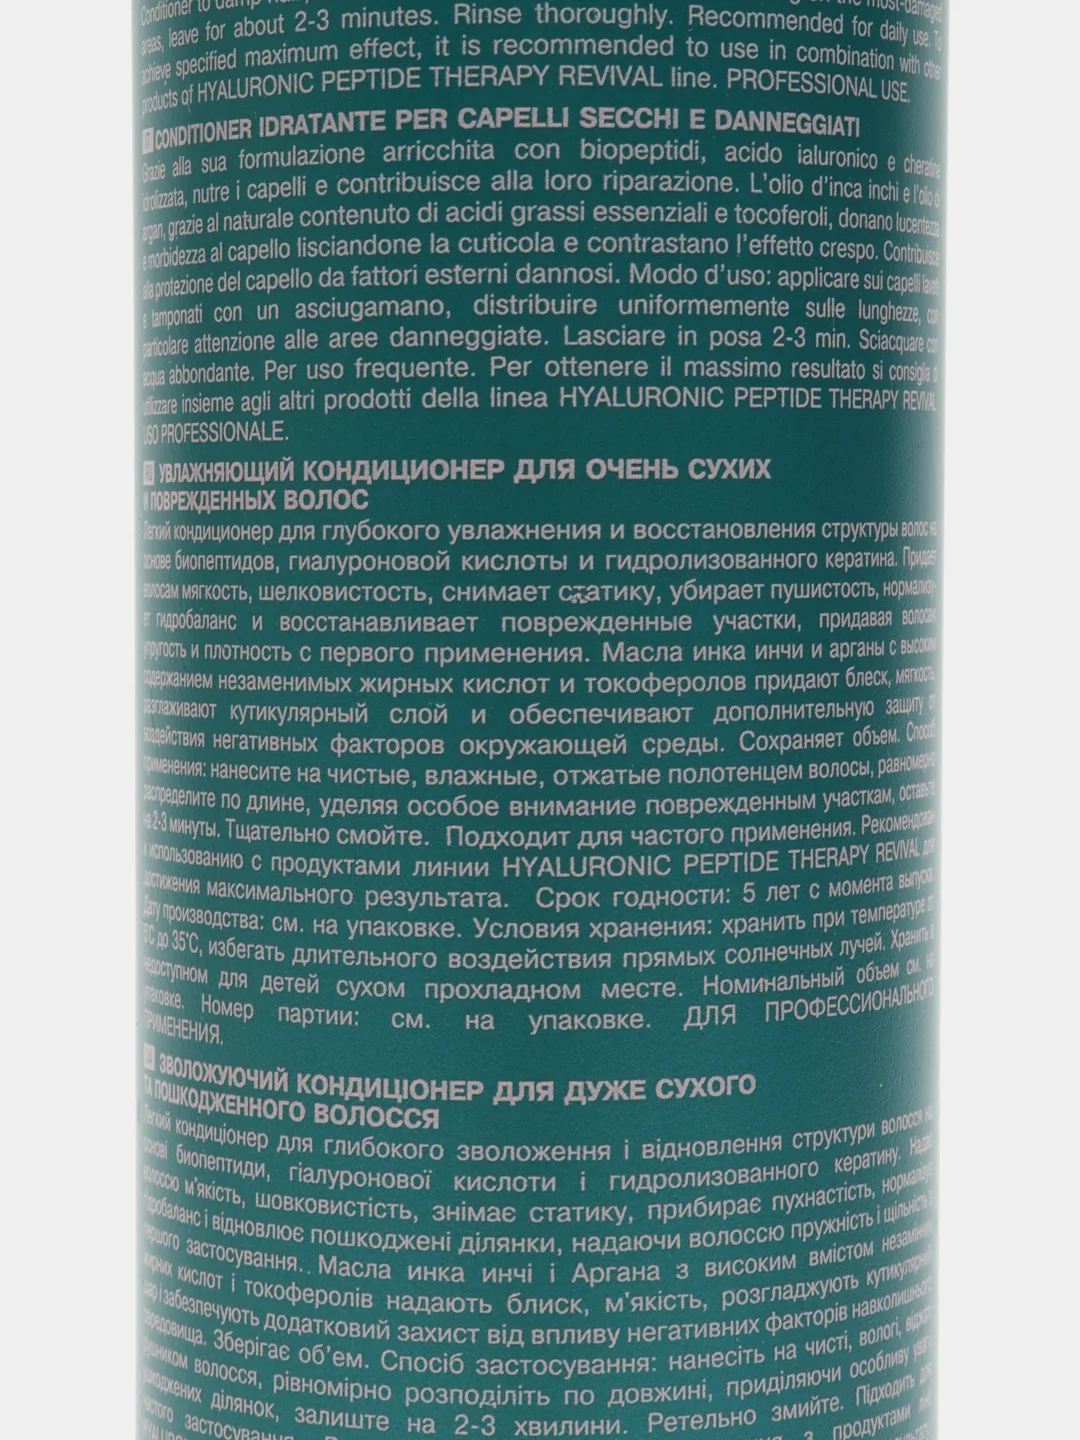 Conditioner to damp
areas, leave for about 2-3 minutes. Rinse thoroughly. Recommended for daily use. To
achieve specified maximum effect, it is recommended to use in combination with other
products of HYALURONIC PEPTIDE THERAPY REVIVAL line. PROFESSIONAL USE.
IT CONDITIONER IDRATANTE PER CAPELLI SECCHI E DANNEGGIATI
Grazie alla sua formulazione arricchita con biopeptidi, acido ialuronico e cheratina
idrolizzata, nutre i capelli e contribuisce alla loro riparazione. L'olio d'inca inchi e l'olio di
argan, grazie al naturale contenuto di acidi grassi essenziali e tocoferoli, donano lucentezza
e morbidezza al capello lisciandone la cuticola e contrastano l'effetto crespo. Contribuisce
alla protezione del capello da fattori esterni dannosi. Modo d'uso: applicare sui capelli lavati
e tamponati con un asciugamano, distribuire uniformemente sulle lunghezze, con
particolare attenzione alle aree danneggiate. Lasciare in posa 2-3 min. Sciacquare con
acqua abbondante. Per uso frequente. Per ottenere il massimo resultato si consiglia di
utilizzare insieme agli altri prodotti della linea HYALURONIC PEPTIDE THERAPY REVIVAL.
USO PROFESSIONALE.
УВЛАЖНЯЮЩИЙ КОНДИЦИОНЕР ДЛЯ ОЧЕНЬ СУХИХ
И ПОВРЕЖДЕННЫХ ВОЛОС
Легкий кондиционер для глубокого увлажнения и восстановления структуры волос на
основе биопептидов, гиалуроновой кислоты и гидролизованного кератина. Придает
волосам мягкость, шелковистость, снимает статику, убирает пушистость, нормализу-
ет гидробаланс и восстанавливает поврежденные участки, придавая волосам
упругость и плотность с первого применения. Масла инка инчи и арганы с высоким
содержанием незаменимых жирных кислот и токоферолов придают блеск, мягкость,
разглаживают кутикулярный слой и обеспечивают дополнительную защиту от
воздействия негативных факторов окружающей среды. Сохраняет объем. Способ
применения: нанесите на чистые, влажные, отжатые полотенцем волосы, равномерно
распределите по длине, уделяя особое внимание поврежденным участкам, оставьте
на 2-3 минуты. Тщательно смойте. Подходит для частого применения. Рекомендован
к использованию с продуктами линии HYALURONIC PEPTIDE THERAPY REVIVAL для
достижения максимального результата. Срок годности: 5 лет с момента выпуска.
Дату производства: см. на упаковке. Условия хранения: хранить при температуре от
5°C до 35°C, избегать длительного воздействия прямых солнечных лучей. Хранить в
недоступном для детей сухом прохладном месте. Номинальный объем см. на
упаковке. Номер партии: см. на упаковке. ДЛЯ ПРОФЕССИОНАЛЬНОГО
ПРИМЕНЕНИЯ.
ЗВОЛОЖУЮЧИЙ КОНДИЦІОНЕР ДЛЯ ДУЖЕ СУХОГО
ТА ПОШКОДЖЕННОГО ВОЛОССЯ
Легкий кондиціонер для глибокого зволоження і відновлення структури волосся на
основі биопептиди, гіалуронової кислоти і гидролизованного кератину. Надає
волоссю м'якість, шовковистість, знімає статику, прибирає пухнастість, нормалізує
гідробаланс і відновлює пошкоджені ділянки, надаючи волоссю пружність і щільність з
першого застосування. Масла инка инчі і Аргана з високим вмістом незамінних
жирних кислот і токоферолів надають блиск, м'якість, розгладжують кутикулярний
шар і забезпечують додатковий захист від впливу негативних факторів навколишнього
середовища. Зберігає об'єм. Спосіб застосування: нанесіть на чисті, вологі, віджаті
рушником волосся, рівномірно розподіліть по довжині, приділяючи особливу увагу
пошкоджених ділянок, залиште на 2-3 хвилини. Ретельно змийте. Підходить для
частого застосування. з продуктами лінії